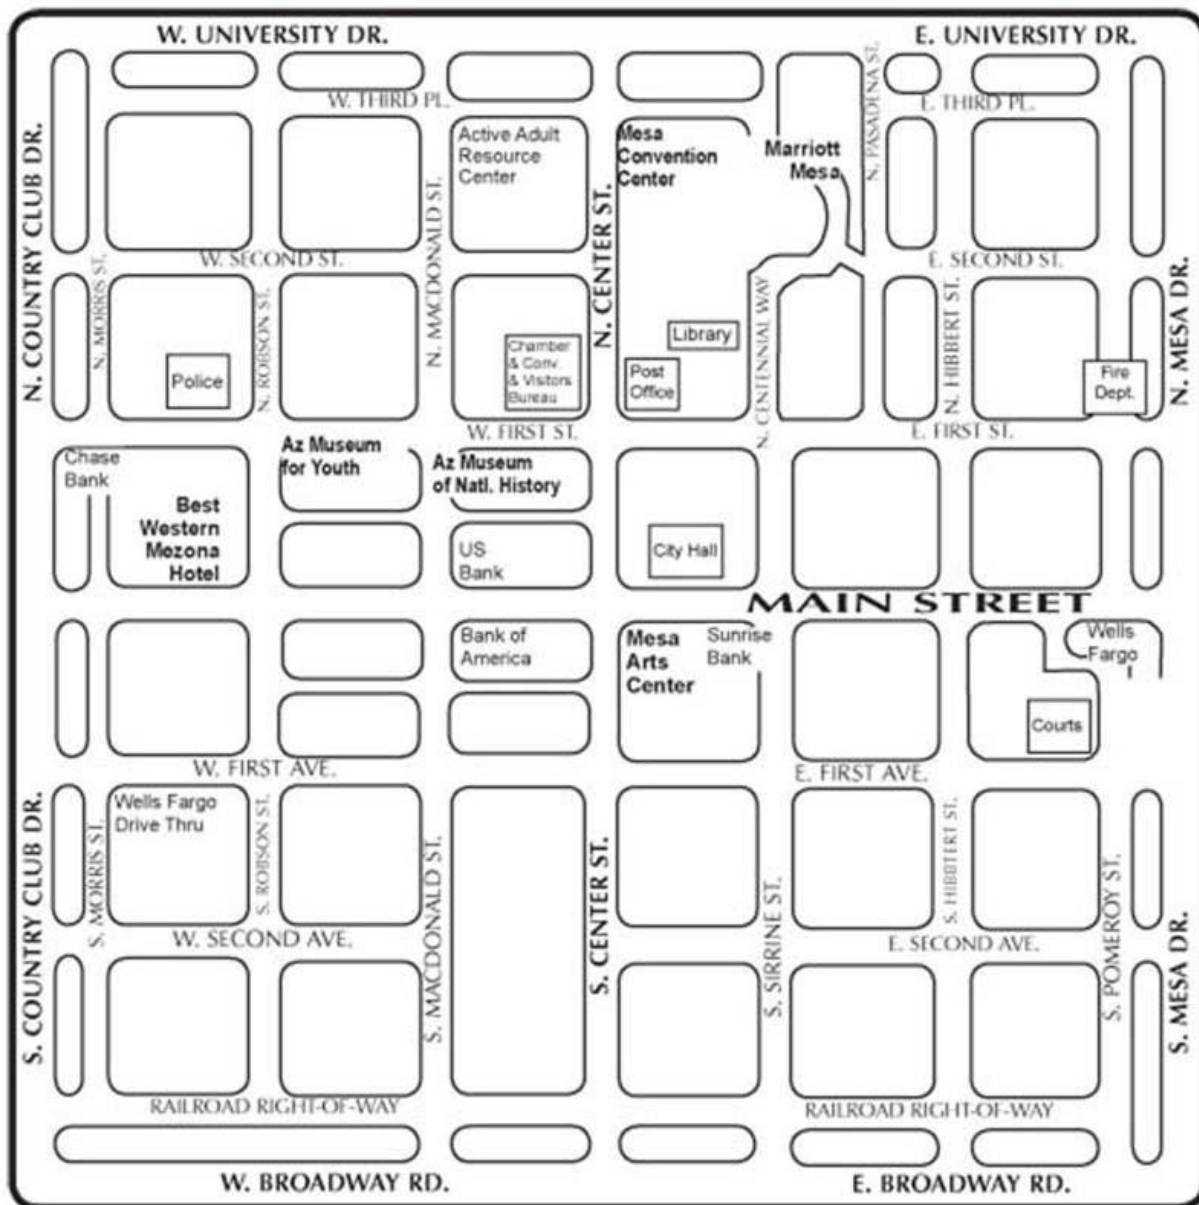 W. UNIVERSITY DR.
E. UNIVERSITY DR.
W. THIRD PL.
E. THIRD PL.
N. COUNTRY CLUB DR.
N. MACDONALD ST.
N. CENTER ST.
N. PASADENA ST.
Active Adult
Resource
Center
Mesa
Convention
Center
Marriott
Mesa
W. SECOND ST.
E. SECOND ST.
N. MORRIS ST.
N. ROBSON ST.
N. CENTENNIAL WAY
N. HIBBERT ST.
N. MESA DR.
Police
Chamber
& Conv.
& Visitors
Bureau
Library
Post
Office
Fire
Dept.
W. FIRST ST.
E. FIRST ST.
Chase
Bank
Best
Western
Mezona
Hotel
Az Museum
for Youth
Az Museum
of Natl. History
US
Bank
City Hall
MAIN STREET
Bank of
America
Mesa
Arts
Center
Sunrise
Bank
Wells
Fargo
Courts
W. FIRST AVE.
E. FIRST AVE.
S. COUNTRY CLUB DR.
S. MORRIS ST.
Wells Fargo
Drive Thru
S. ROBSON ST.
S. MACDONALD ST.
S. CENTER ST.
S. SIRRINE ST.
S. HIBBTERT ST.
S. POMEROY ST.
S. MESA DR.
W. SECOND AVE.
E. SECOND AVE.
RAILROAD RIGHT-OF-WAY
RAILROAD RIGHT-OF-WAY
W. BROADWAY RD.
E. BROADWAY RD.